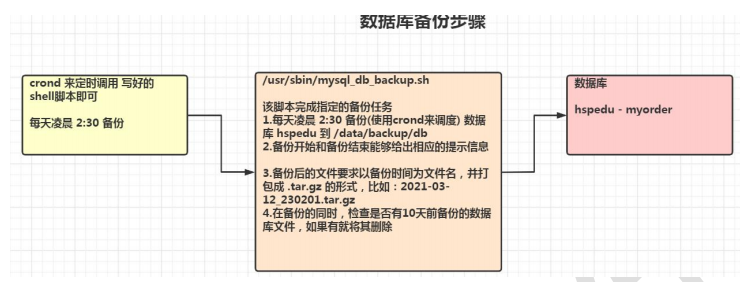 数据库备份步骤
crond 来定时调用 写好的
shell脚本即可
每天凌晨 2:30 备份
/usr/sbin/mysql_db_backup.sh
该脚本完成指定的备份任务
1.每天凌晨 2:30 备份(使用crond来调度) 数据
库 hspedu 到 /data/backup/db
2.备份开始和备份结束能够给出相应的提示信息
3.备份后的文件要求以备份时间为文件名，并打
包成 .tar.gz 的形式，比如：2021-03-
12_230201.tar.gz
4.在备份的同时，检查是否有10天前备份的数据
库文件，如果有就将其删除
数据库
hspedu - myorder